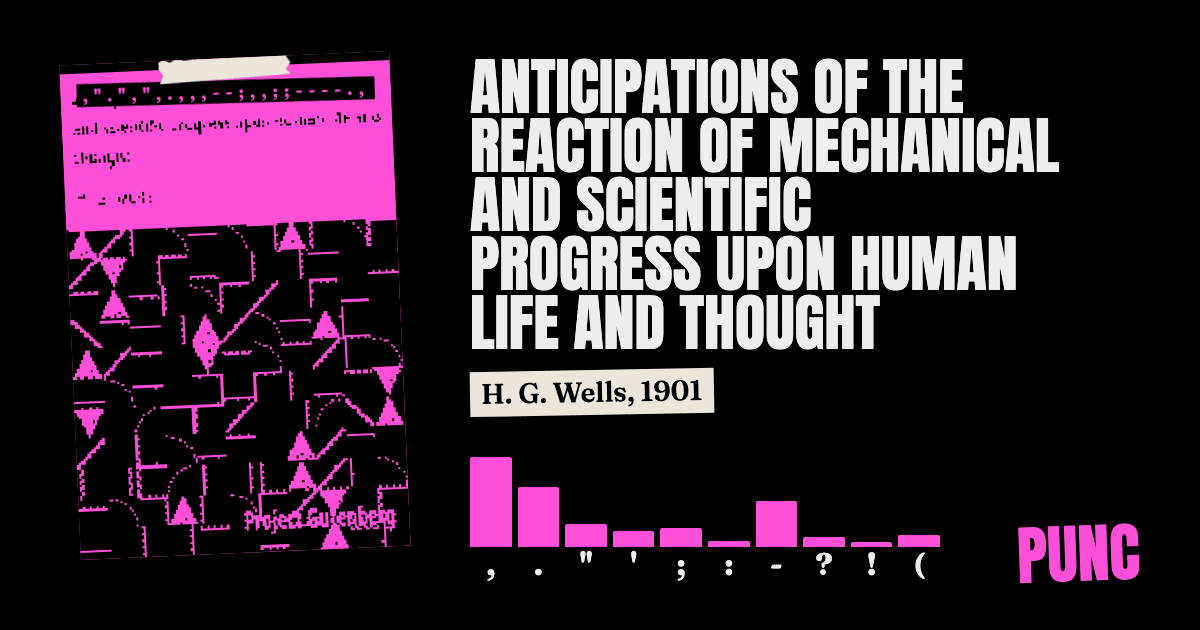 ,".",",.,,,--;,,;;----.,
Project Gutenberg
ANTICIPATIONS OF THE
REACTION OF MECHANICAL
AND SCIENTIFIC
PROGRESS UPON HUMAN
LIFE AND THOUGHT
H. G. Wells, 1901
, . " ' ; : - ? ! (
PUNC